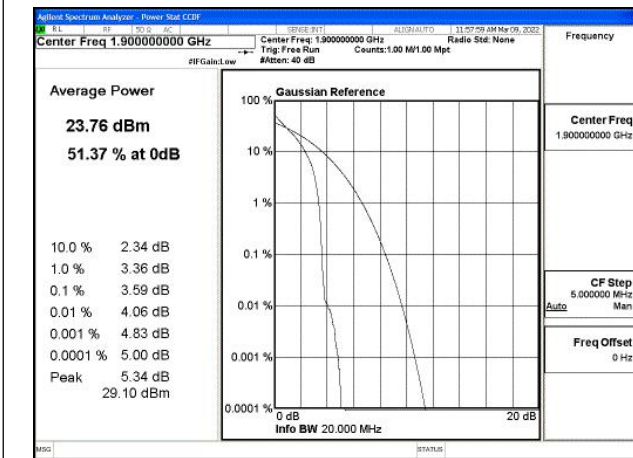 Agilent Spectrum Analyzer - Power Stat CCDF
RL RF 50 Ω AC SENSE:INT ALIGN AUTO 11:57:59 AM Mar 09, 2022
Center Freq 1.900000000 GHz
Center Freq: 1.900000000 GHz Radio Std: None
Trig: Free Run Counts:1.00 M/1.00 Mpt
#IFGain:Low #Atten: 40 dB
Frequency
Average Power
23.76 dBm
51.37 % at 0dB
10.0 % 2.34 dB
1.0 % 3.36 dB
0.1 % 3.59 dB
0.01 % 4.06 dB
0.001 % 4.83 dB
0.0001 % 5.00 dB
Peak 5.34 dB
29.10 dBm
Gaussian Reference
100 %
10 %
1 %
0.1 %
0.01 %
0.001 %
0.0001 %
0 dB 20 dB
Info BW 20.000 MHz
Center Freq
1.900000000 GHz
CF Step
5.000000 MHz
Auto Man
Freq Offset
0 Hz
MSG STATUS